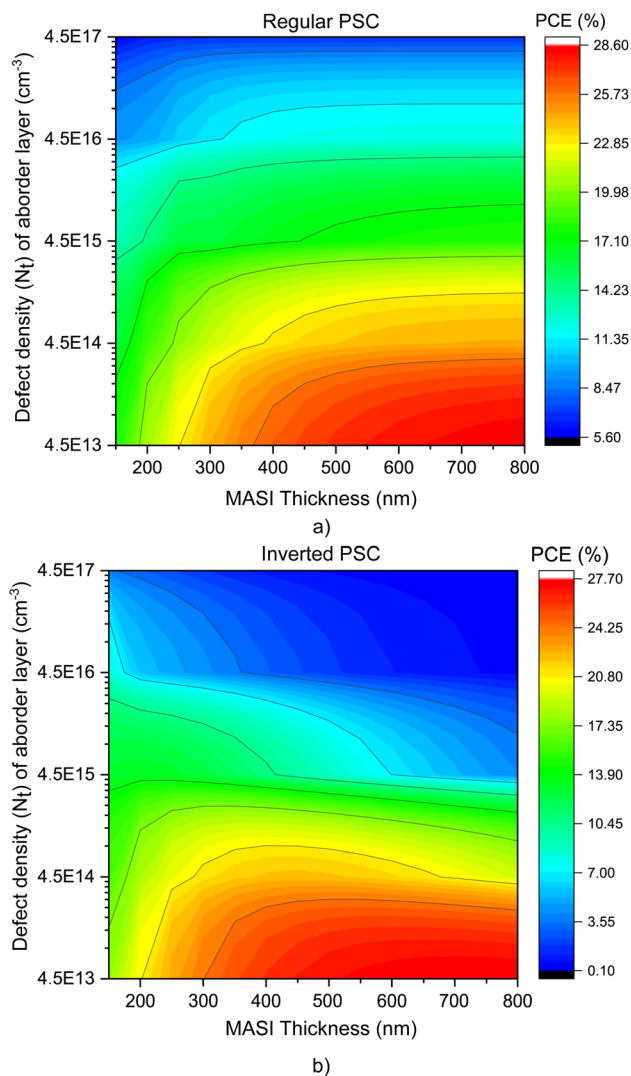 Regular PSC
PCE (%)
4.5E17
4.5E16
4.5E15
4.5E14
4.5E13
Defect density (Nt) of aborder layer (cm-3)
200 300 400 500 600 700 800
MASI Thickness (nm)
28.60
25.73
22.85
19.98
17.10
14.23
11.35
8.47
5.60
a)
Inverted PSC
PCE (%)
4.5E17
4.5E16
4.5E15
4.5E14
4.5E13
Defect density (Nt) of aborder layer (cm-3)
200 300 400 500 600 700 800
MASI Thickness (nm)
27.70
24.25
20.80
17.35
13.90
10.45
7.00
3.55
0.10
b)